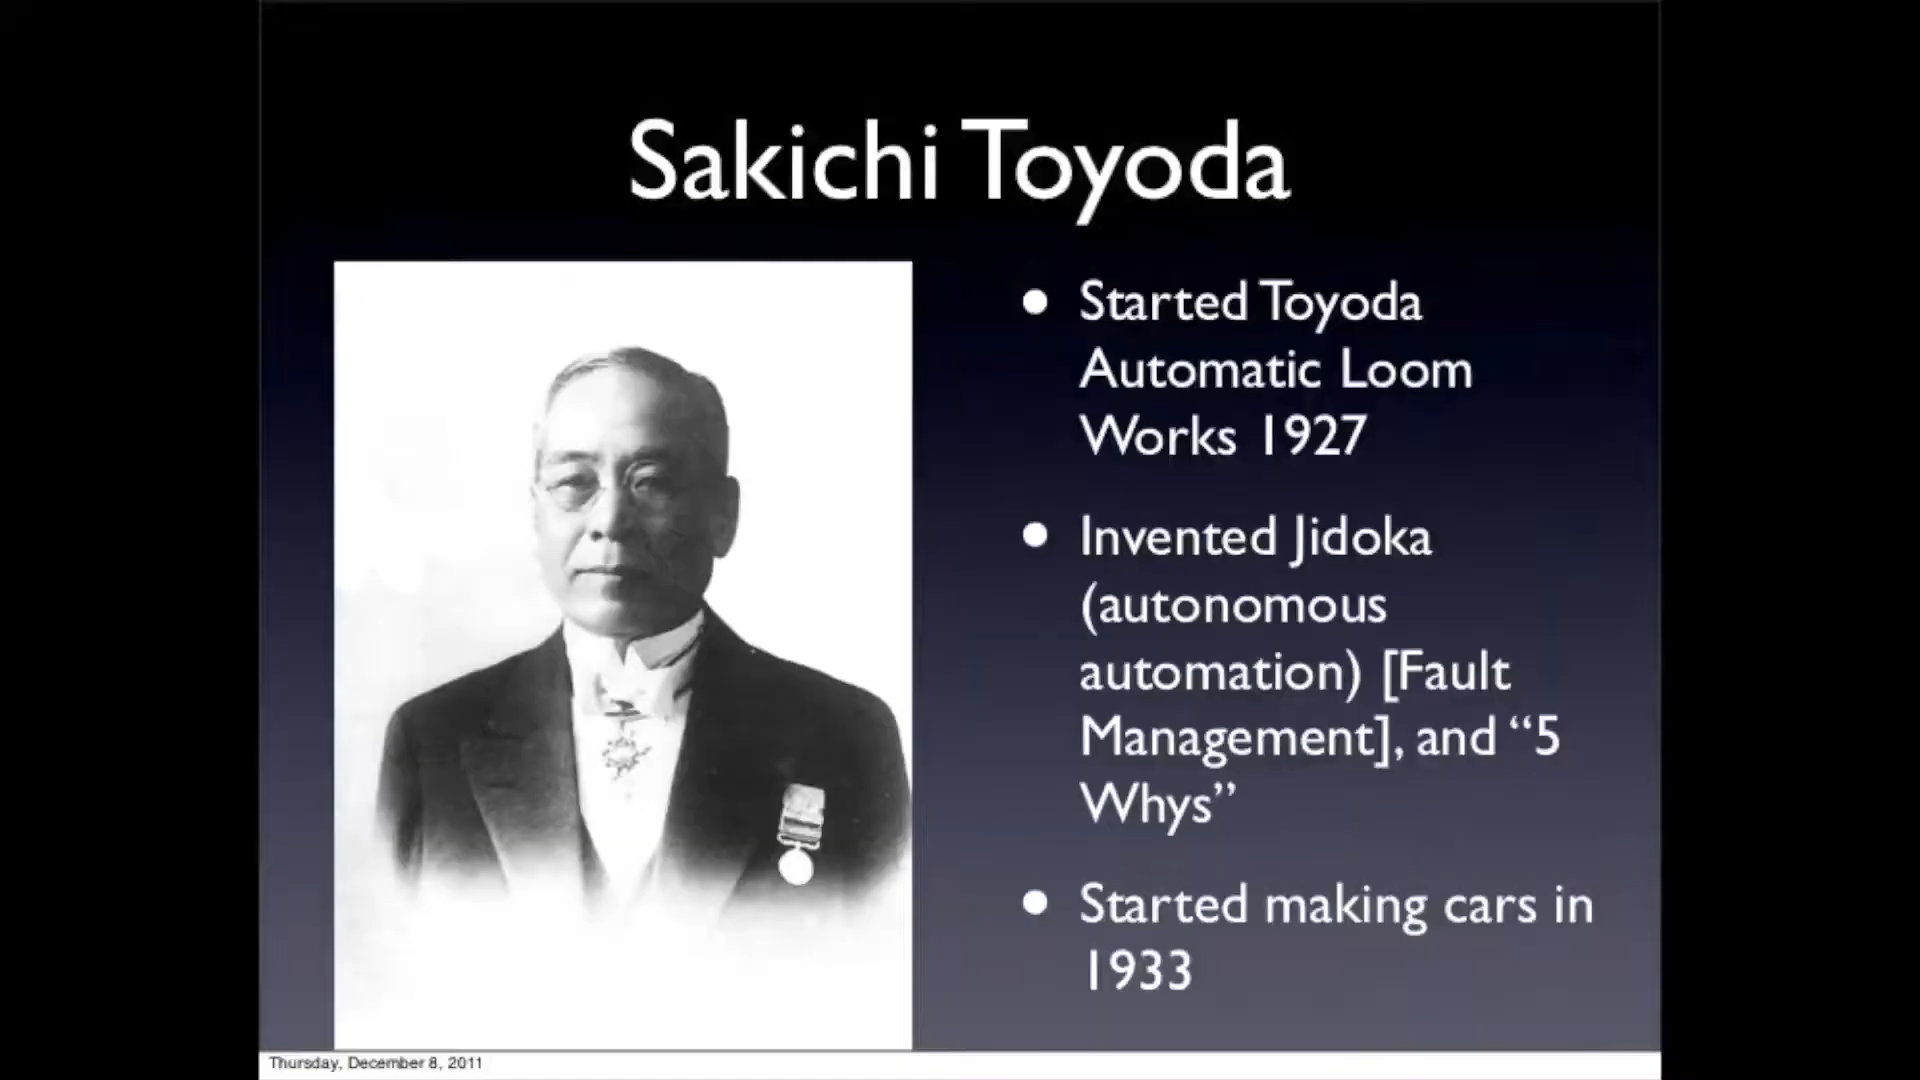 Sakichi Toyoda
• Started Toyoda
Automatic Loom
Works 1927
• Invented Jidoka
(autonomous
automation) [Fault
Management], and “5
Whys”
• Started making cars in
1933
Thursday, December 8, 2011